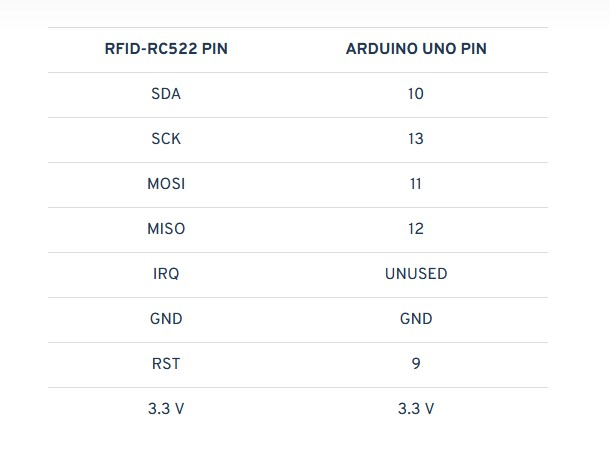 RFID-RC522 PIN ARDUINO UNO PIN
SDA 10
SCK 13
MOSI 11
MISO 12
IRQ UNUSED
GND GND
RST 9
3.3 V 3.3 V